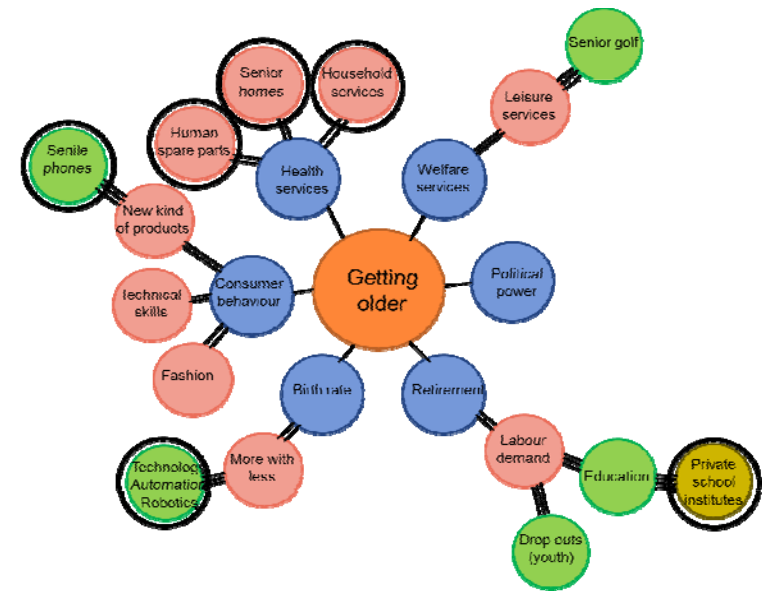 Senior golf
Senior
homes
Household
services
Leisure
services
Human
spare parts
Senile
phones
Health
services
Welfare
services
New kind
of products
Getting
older
Political
power
Consumer
behaviour
Technical
skills
Fashion
Birth rate
Retirement
Labour
demand
More with
less
Technology
Automation
Robotics
Education
Private
school
institutes
Drop outs
(youth)